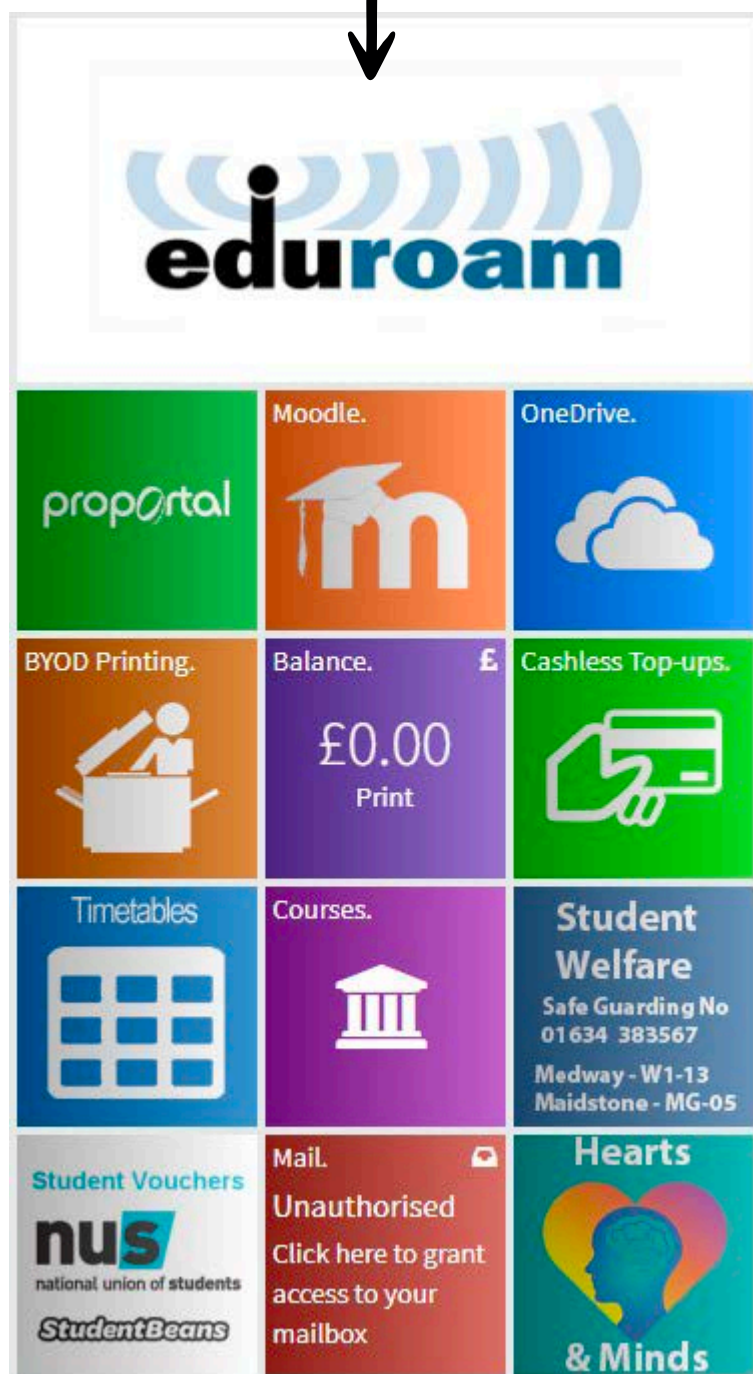 eduroam
proportal
Moodle.
OneDrive.
BYOD Printing.
Balance. £
£0.00
Print
Cashless Top-ups.
Timetables
Courses.
Student
Welfare
Safe Guarding No
01634 383567
Medway - W1-13
Maidstone - MG-05
Student Vouchers
nus
national union of students
StudentBeans
Mail.
Unauthorised
Click here to grant
access to your
mailbox
Hearts
& Minds